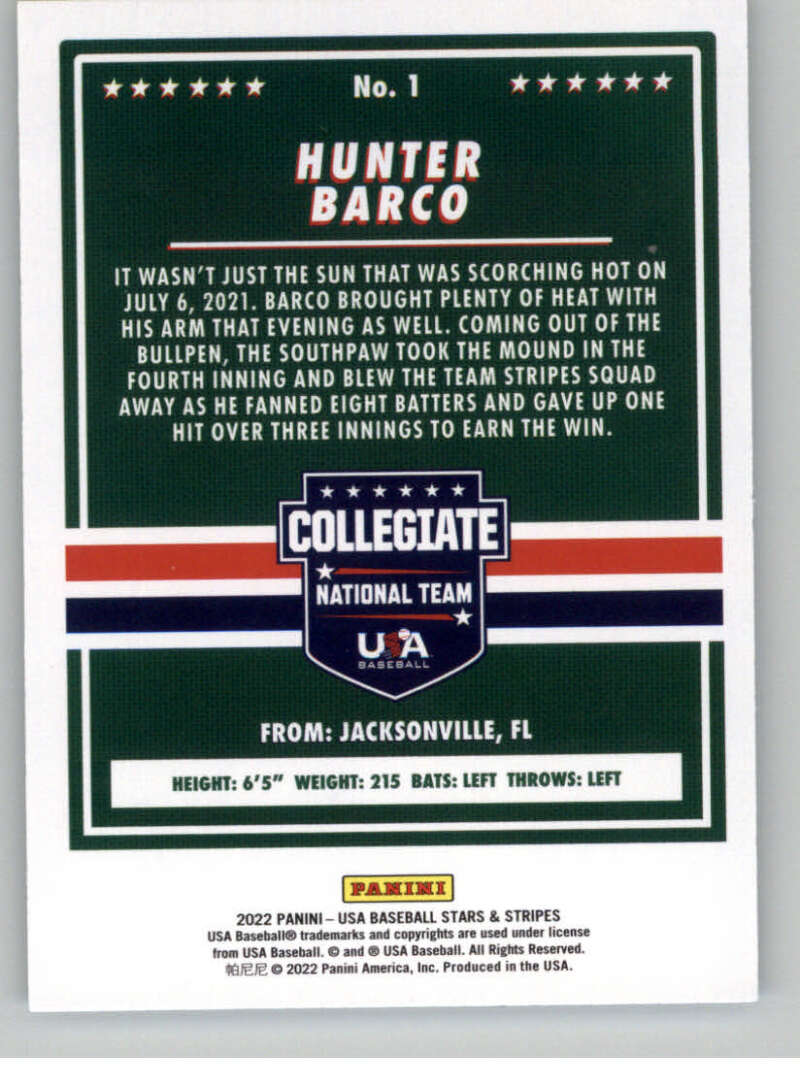 No. 1
HUNTER
BARCO
IT WASN'T JUST THE SUN THAT WAS SCORCHING HOT ON
JULY 6, 2021. BARCO BROUGHT PLENTY OF HEAT WITH
HIS ARM THAT EVENING AS WELL. COMING OUT OF THE
BULLPEN, THE SOUTHPAW TOOK THE MOUND IN THE
FOURTH INNING AND BLEW THE TEAM STRIPES SQUAD
AWAY AS HE FANNED EIGHT BATTERS AND GAVE UP ONE
HIT OVER THREE INNINGS TO EARN THE WIN.
COLLEGIATE
NATIONAL TEAM
USA
BASEBALL
FROM: JACKSONVILLE, FL
HEIGHT: 6'5" WEIGHT: 215 BATS: LEFT THROWS: LEFT
PANINI
2022 PANINI – USA BASEBALL STARS & STRIPES
USA Baseball® trademarks and copyrights are used under license
from USA Baseball. © and ® USA Baseball. All Rights Reserved.
帕尼尼 © 2022 Panini America, Inc. Produced in the USA.